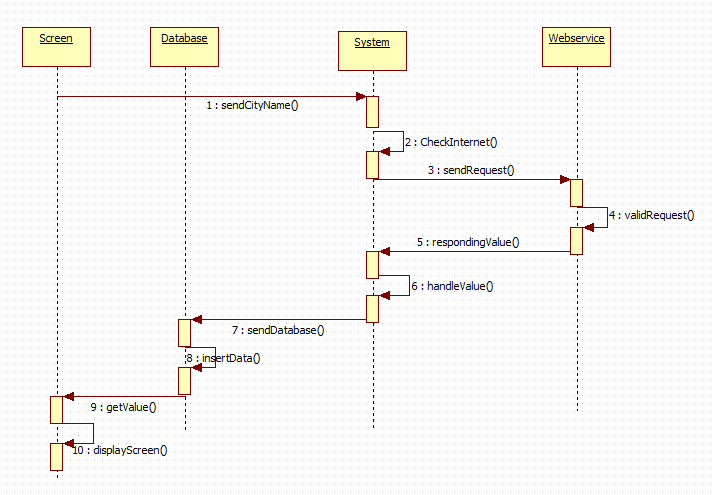 Screen
Database
System
Webservice
1 : sendCityName()
2 : CheckInternet()
3 : sendRequest()
4 : validRequest()
5 : respondingValue()
6 : handleValue()
7 : sendDatabase()
8 : insertData()
9 : getValue()
10 : displayScreen()